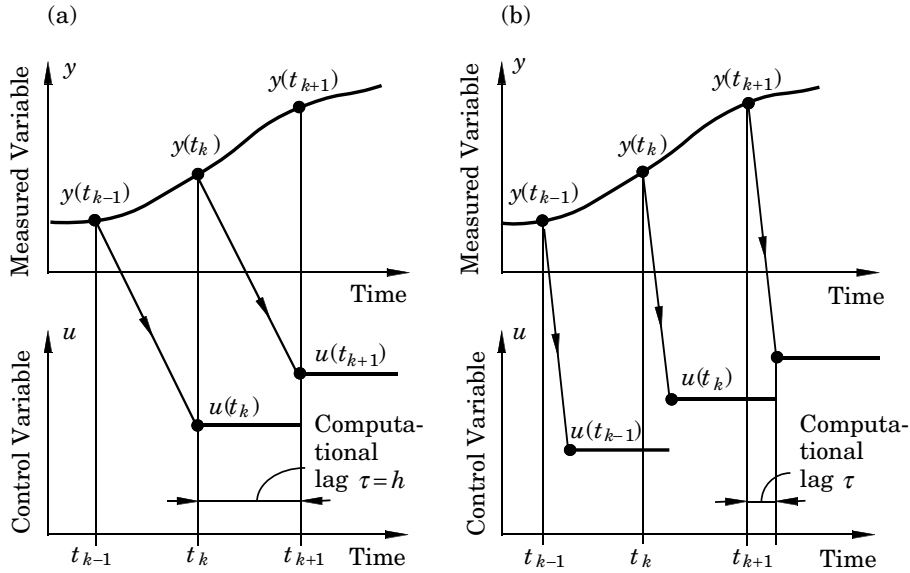 (a)
y
Measured Variable
y(t_{k–1})
y(t_k)
y(t_{k+1})
Time
u
Control Variable
u(t_{k+1})
u(t_k)
Computa-
tional
lag τ=h
t_{k–1}
t_k
t_{k+1}
Time
(b)
y
Measured Variable
y(t_{k–1})
y(t_k)
y(t_{k+1})
Time
u
Control Variable
u(t_k)
u(t_{k–1})
Computa-
tional
lag τ
t_{k–1}
t_k
t_{k+1}
Time